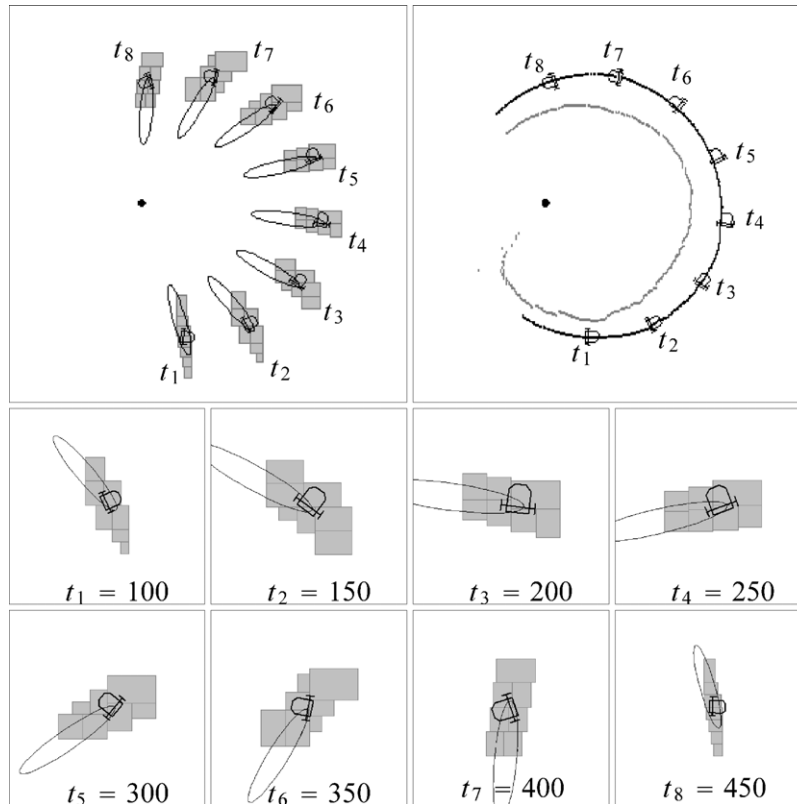 t₈
t₇
t₆
t₅
t₄
t₃
t₂
t₁
t₈
t₇
t₆
t₅
t₄
t₃
t₂
t₁
t₁ = 100
t₂ = 150
t₃ = 200
t₄ = 250
t₅ = 300
t₆ = 350
t₇ = 400
t₈ = 450